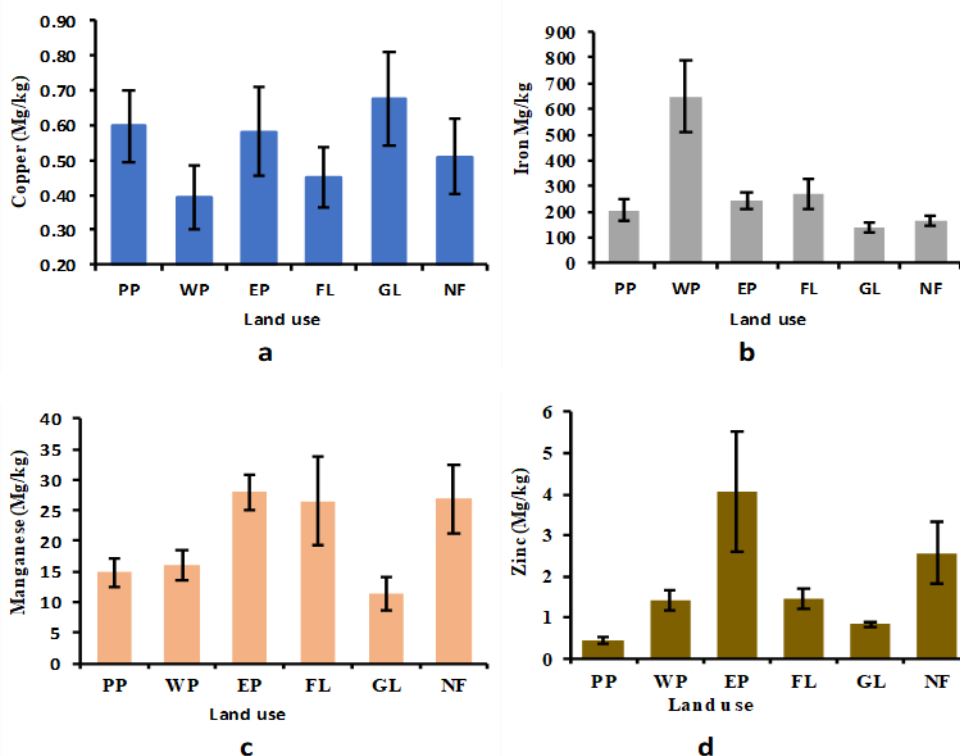 Copper (Mg/kg)
0.90
0.80
0.70
0.60
0.50
0.40
0.30
0.20
PP WP EP FL GL NF
Land use
a
Iron Mg/kg
900
800
700
600
500
400
300
200
100
0
PP WP EP FL GL NF
Land use
b
Manganese (Mg/kg)
40
35
30
25
20
15
10
5
0
PP WP EP FL GL NF
Land use
c
Zinc (Mg/kg)
6
5
4
3
2
1
0
PP WP EP FL GL NF
Land use
d